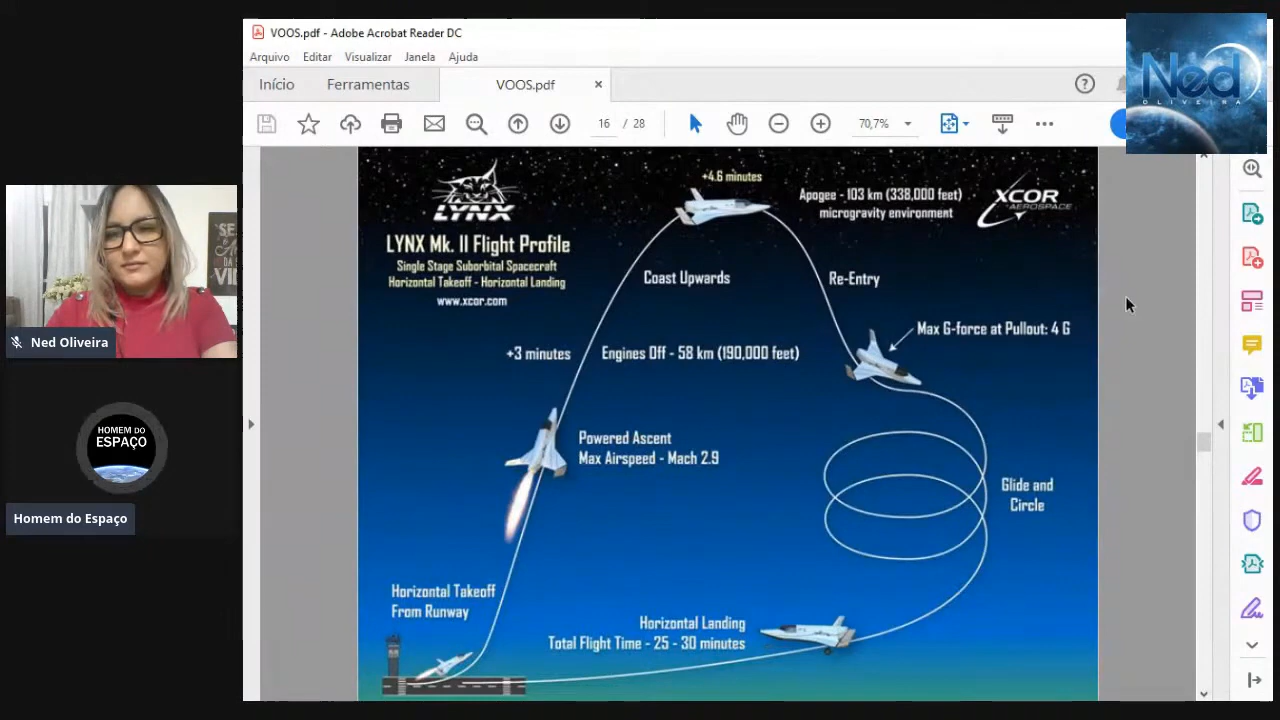 VOOS.pdf - Adobe Acrobat Reader DC
Arquivo Editar Visualizar Janela Ajuda
Início Ferramentas VOOS.pdf
16 / 28
70,7%
Ned
OLIVEIRA
LYNX
+4.6 minutes
Apogee - 103 km (338,000 feet)
microgravity environment
XCOR
AEROSPACE
LYNX Mk. II Flight Profile
Single Stage Suborbital Spacecraft
Horizontal Takeoff - Horizontal Landing
www.xcor.com
Coast Upwards
Re-Entry
Max G-force at Pullout: 4 G
+3 minutes
Engines Off - 58 km (190,000 feet)
Powered Ascent
Max Airspeed - Mach 2.9
Glide and
Circle
Horizontal Takeoff
From Runway
Horizontal Landing
Total Flight Time - 25 - 30 minutes
Ned Oliveira
HOMEM DO
ESPAÇO
Homem do Espaço